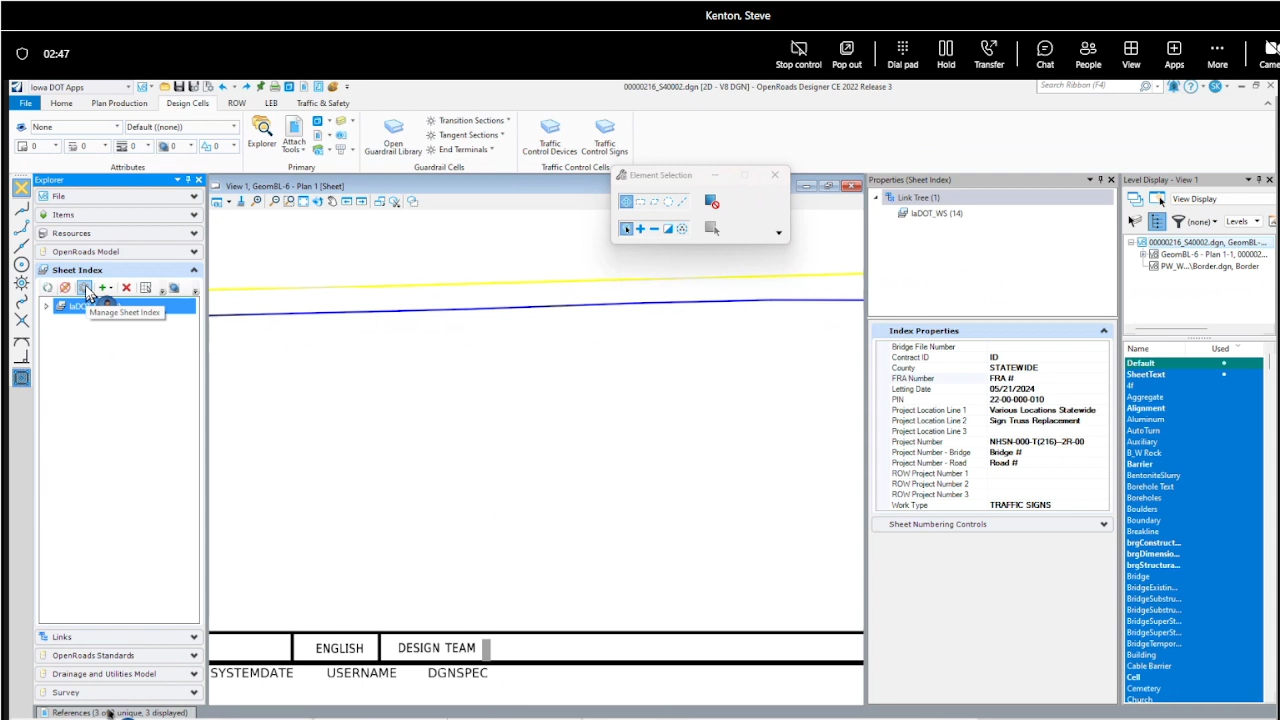 Kenton, Steve
02:47
Stop control Pop out Dial pad Hold Transfer Chat People View Apps More Came
Iowa DOT Apps
00000216_S40002.dgn [2D - V8 DGN] - OpenRoads Designer CE 2022 Release 3
Search Ribbon (F4)
SK
File Home Plan Production Design Cells ROW LEB Traffic & Safety
None
Default ((none))
0 0 0 0 0
Attributes
Explorer
Attach Tools
Primary
Open Guardrail Library
Transition Sections
Tangent Sections
End Terminals
Guardrail Cells
Traffic Control Devices
Traffic Control Signs
Traffic Control Cells
Explorer
File
Items
Resources
OpenRoads Model
Sheet Index
Manage Sheet Index
Links
OpenRoads Standards
Drainage and Utilities Model
Survey
View 1, GeomBL-6 - Plan 1 [Sheet]
Element Selection
ENGLISH DESIGN TEAM
SYSTEMDATE USERNAME DGNSPEC
Properties (Sheet Index)
Link Tree (1)
IaDOT_WS (14)
Index Properties
Bridge File Number
Contract ID ID
County STATEWIDE
FRA Number FRA #
Letting Date 05/21/2024
PIN 22-00-000-010
Project Location Line 1 Various Locations Statewide
Project Location Line 2 Sign Truss Replacement
Project Location Line 3
Project Number NHSN-000-T(216)--2R-00
Project Number - Bridge Bridge #
Project Number - Road Road #
ROW Project Number 1
ROW Project Number 2
ROW Project Number 3
Work Type TRAFFIC SIGNS
Sheet Numbering Controls
Level Display - View 1
View Display
(none) Levels
00000216_S40002.dgn, GeomBL-...
GeomBL-6 - Plan 1-1, 000002...
PW_W...\Border.dgn, Border
Name Used
Default
SheetText
4f
Aggregate
Alignment
Aluminum
AutoTurn
Auxiliary
B_W Rock
Barrier
BentoniteSlurry
Borehole Text
Boreholes
Boulders
Boundary
Breakline
brgConstruct...
brgDimensio...
brgStructura...
Bridge
BridgeExistin...
BridgeSubstru...
BridgeSubstru...
BridgeSuperSt...
BridgeSuperSt...
BridgeTempor...
Building
Cable Barrier
Cell
Cemetery
Church